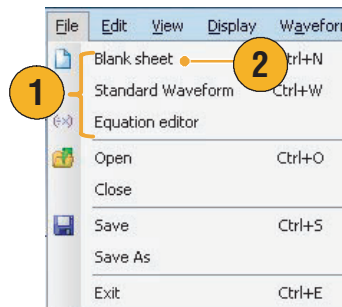 File Edit View Display Wavefor
Blank sheet trl+N
Standard Waveform Ctrl+W
Equation editor
Open Ctrl+O
Close
Save Ctrl+S
Save As
Exit Ctrl+E
1
2